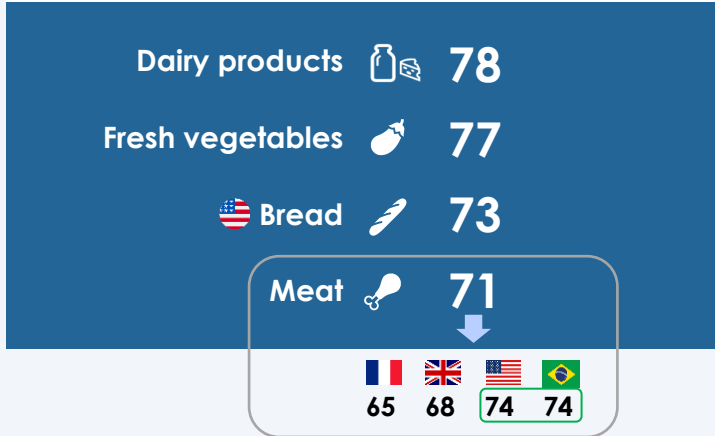 Dairy products 78
Fresh vegetables 77
Bread 73
Meat 71
65 68 74 74